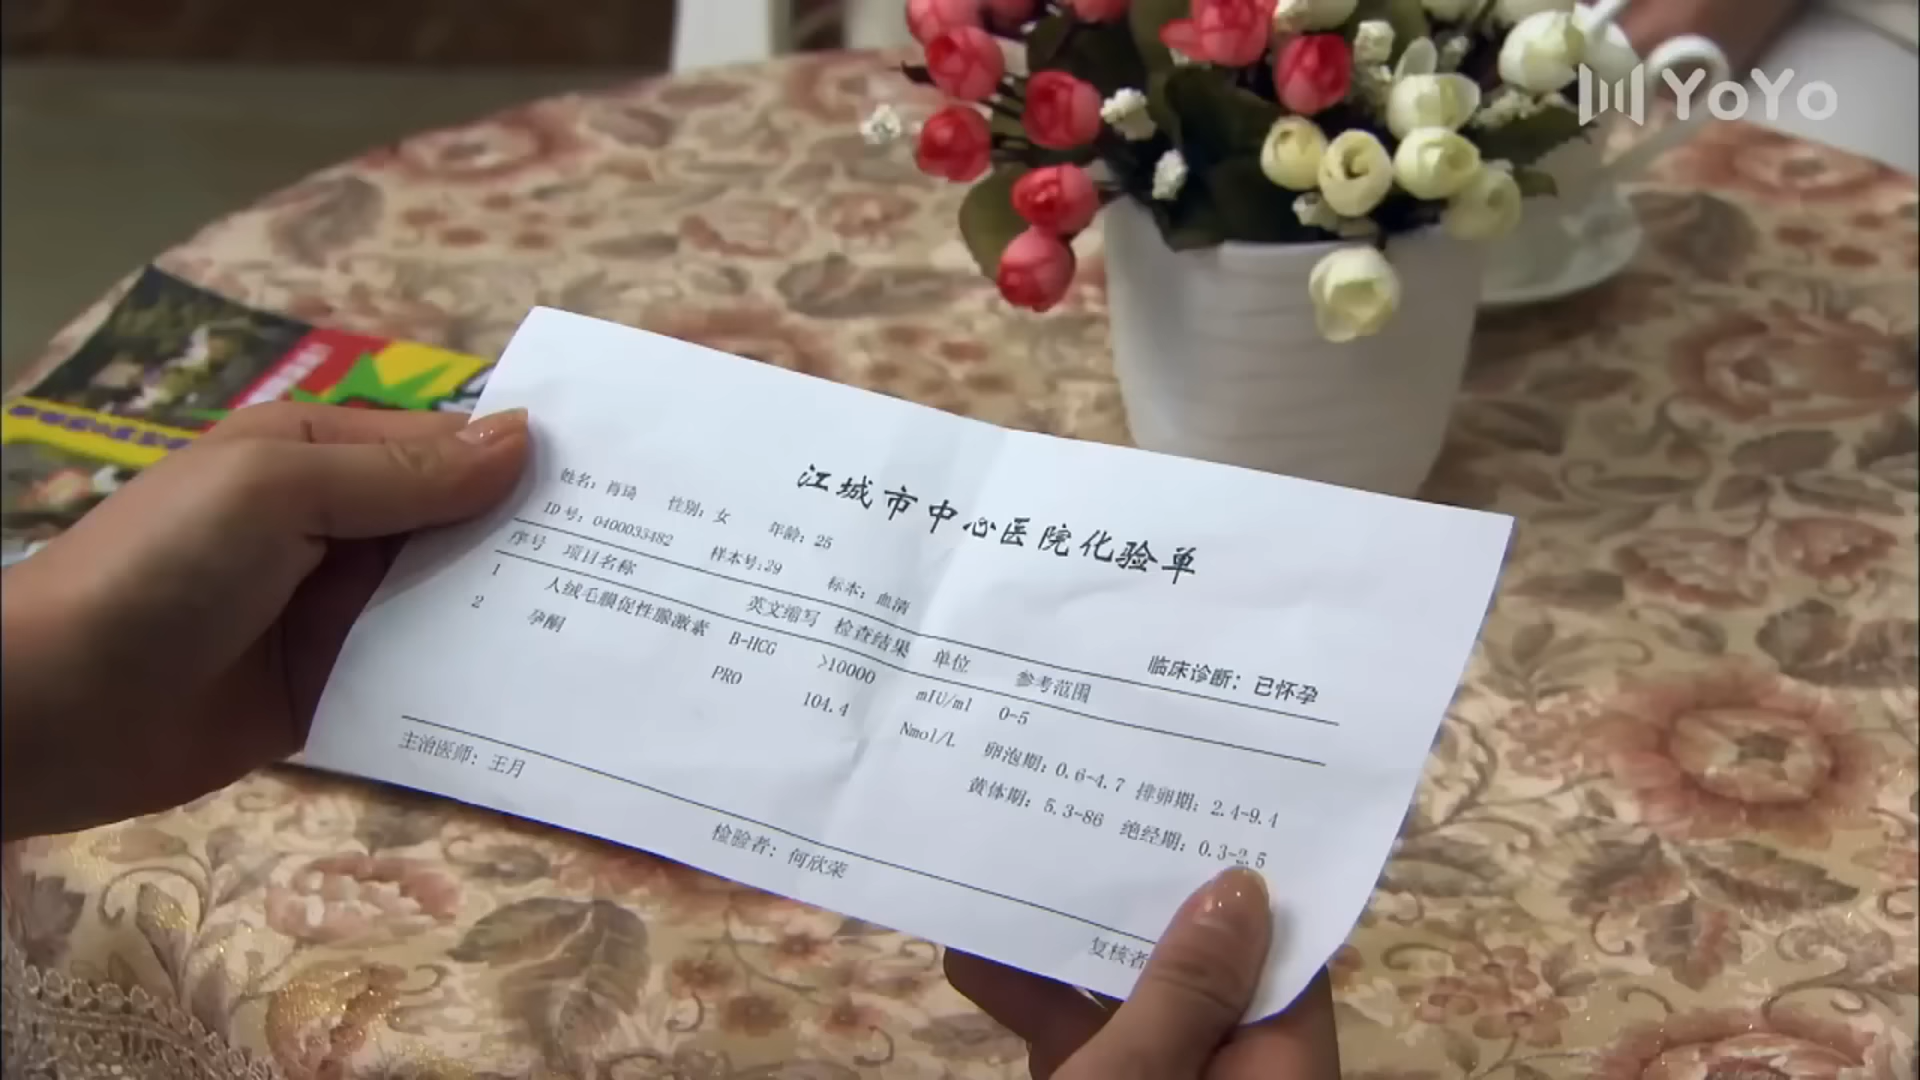 YoYo
江城市中心医院化验单
姓名：肖琦 性别：女 年龄：25
ID号：0400033482 样本号：29 标本：血清 临床诊断：已怀孕
序号 项目名称 英文缩写 检查结果 单位 参考范围
1 人绒毛膜促性腺激素 B-HCG >10000 mIU/ml 0-5
2 孕酮 PRO 104.4 Nmol/L 卵泡期：0.6-4.7 排卵期：2.4-9.4
黄体期：5.3-86 绝经期：0.3-2.5
主治医师：王月 检验者：何欣荣 复核者